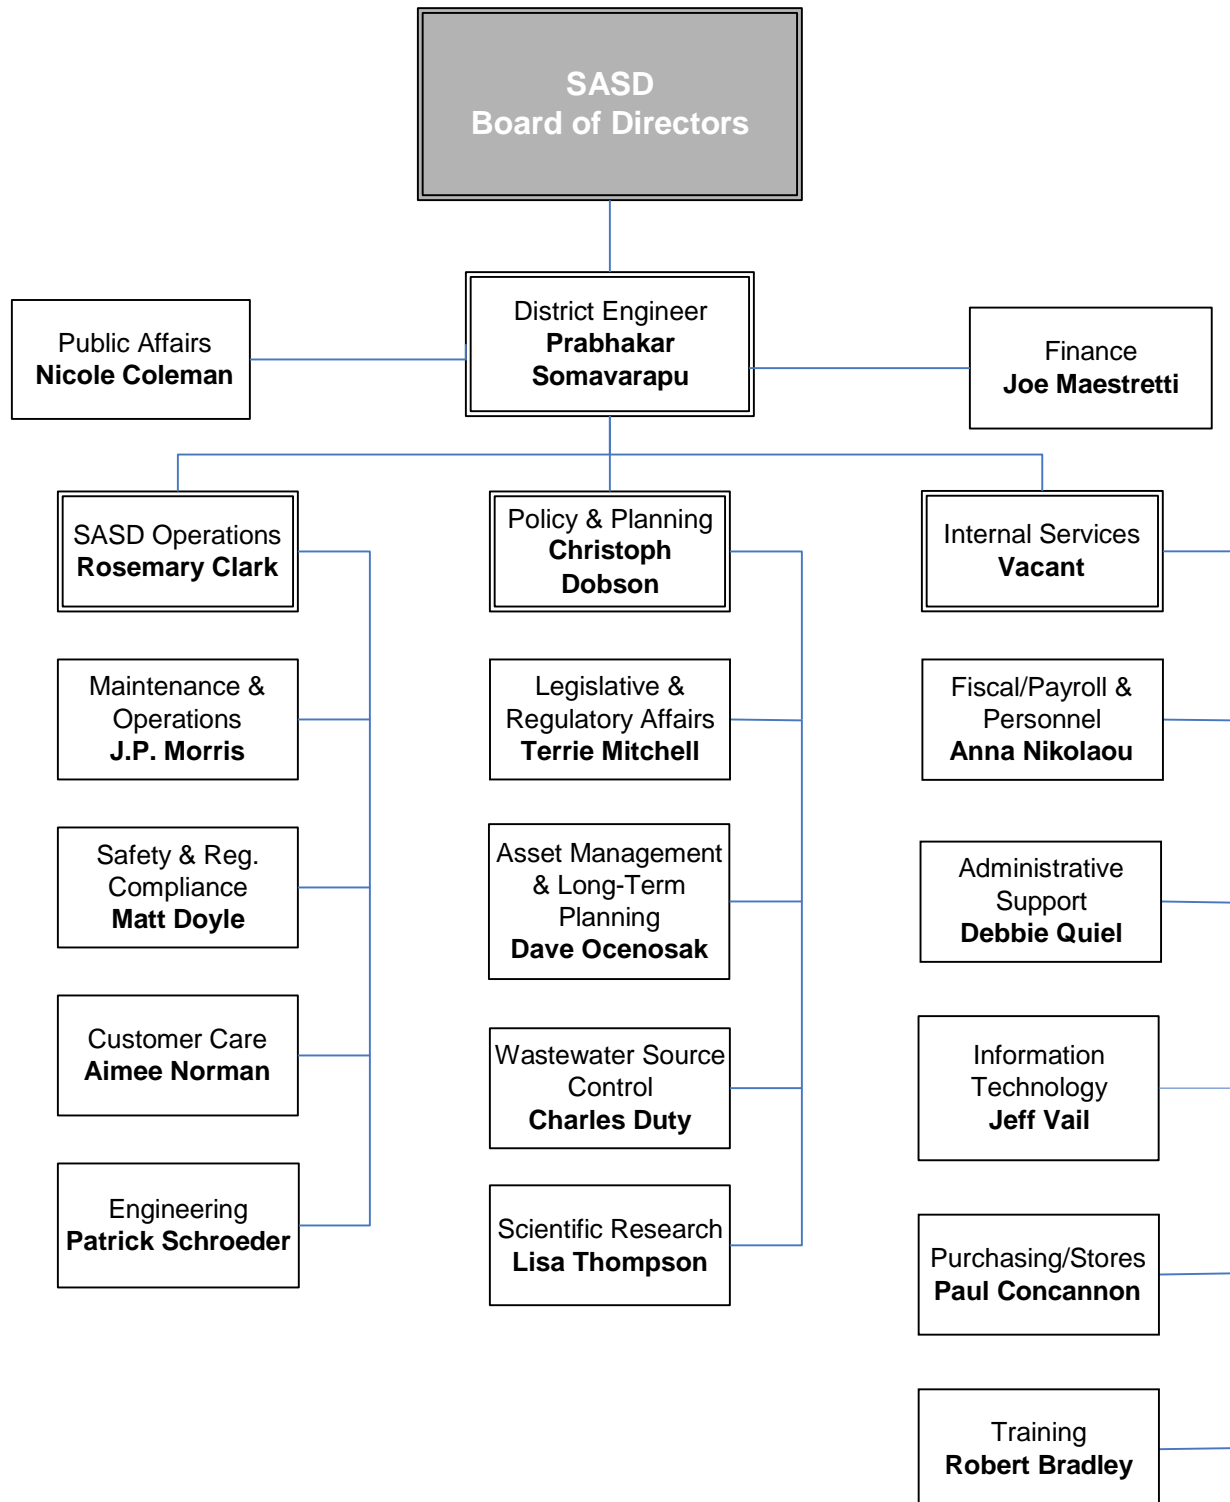 SASD
Board of Directors
District Engineer
Prabhakar
Somavarapu
Public Affairs
Nicole Coleman
Finance
Joe Maestretti
SASD Operations
Rosemary Clark
Policy & Planning
Christoph
Dobson
Internal Services
Vacant
Maintenance &
Operations
J.P. Morris
Legislative &
Regulatory Affairs
Terrie Mitchell
Fiscal/Payroll &
Personnel
Anna Nikolaou
Safety & Reg.
Compliance
Matt Doyle
Asset Management
& Long-Term
Planning
Dave Ocenosak
Administrative
Support
Debbie Quiel
Customer Care
Aimee Norman
Wastewater Source
Control
Charles Duty
Information
Technology
Jeff Vail
Engineering
Patrick Schroeder
Scientific Research
Lisa Thompson
Purchasing/Stores
Paul Concannon
Training
Robert Bradley